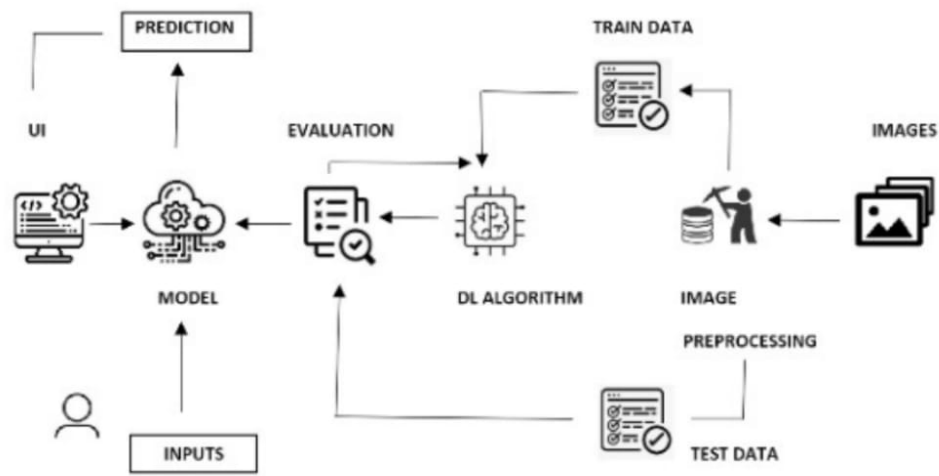 PREDICTION
TRAIN DATA
UI
EVALUATION
IMAGES
</>
MODEL
DL ALGORITHM
IMAGE
PREPROCESSING
INPUTS
TEST DATA